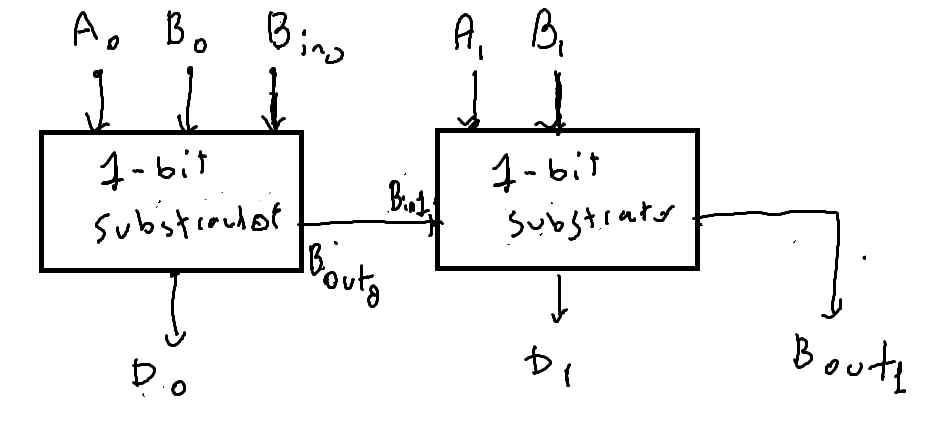 A₀ B₀ Bin₀ A₁ B₁
1-bit
substractor
1-bit
substrator
Bin1
Bout₀
D₀
D₁
Bout₁